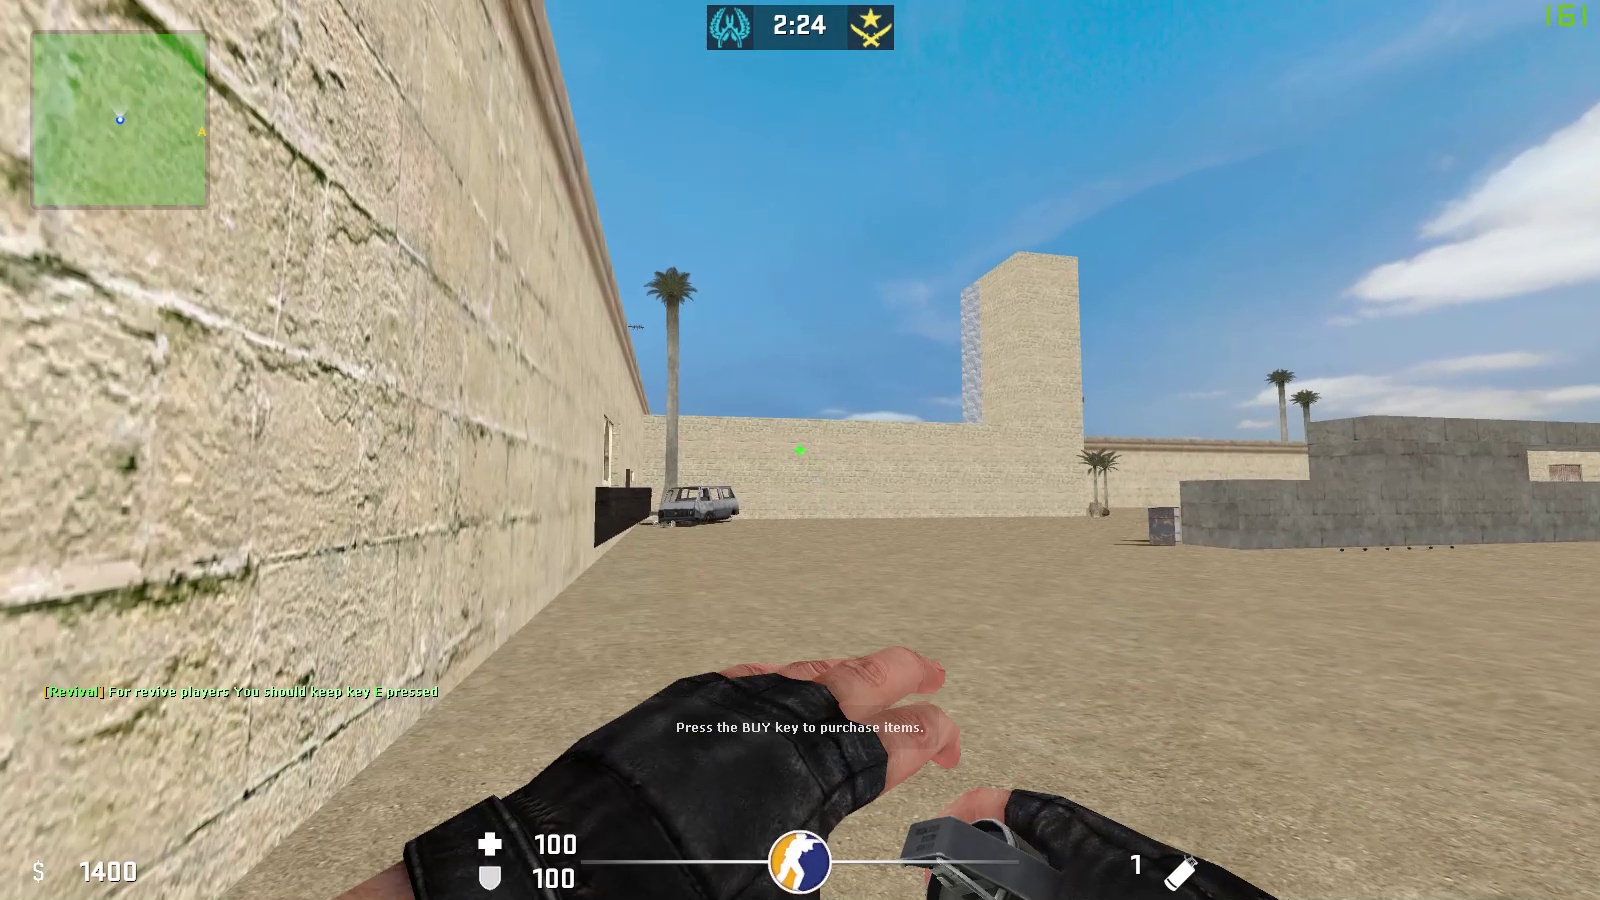 2:24
161
A
[Revival] For revive players You should keep key E pressed
Press the BUY key to purchase items.
100
100
$ 1400
1